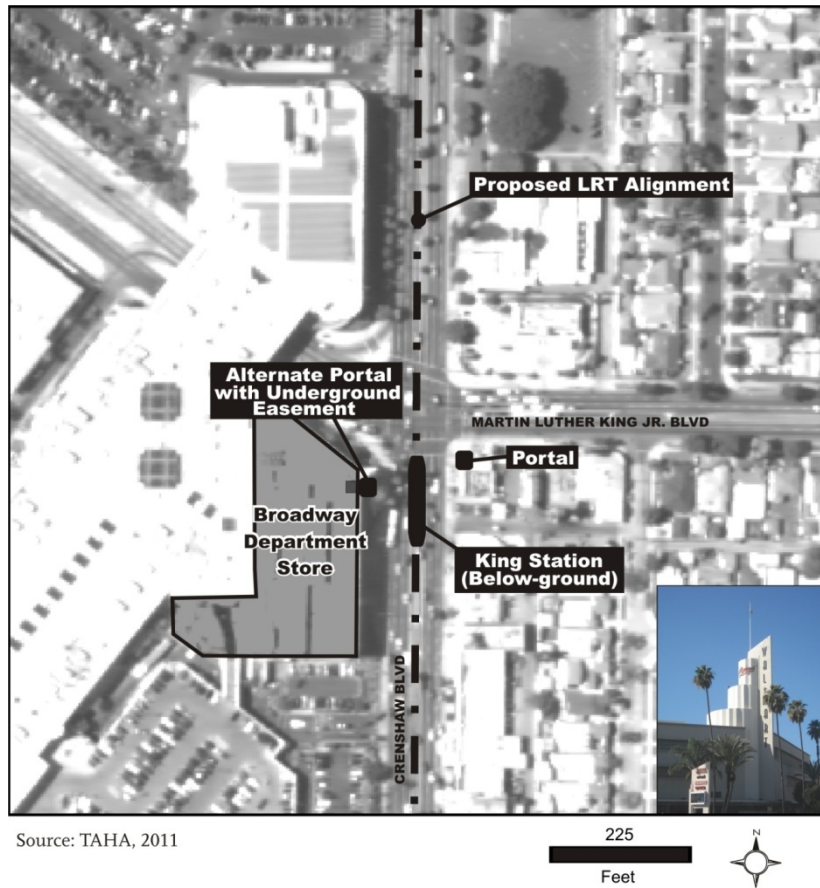 Proposed LRT Alignment
Alternate Portal
with Underground
Easement
MARTIN LUTHER KING JR. BLVD
Portal
Broadway
Department
Store
King Station
(Below-ground)
CRENSHAW BLVD
WALMART
Source: TAHA, 2011
225
Feet
N